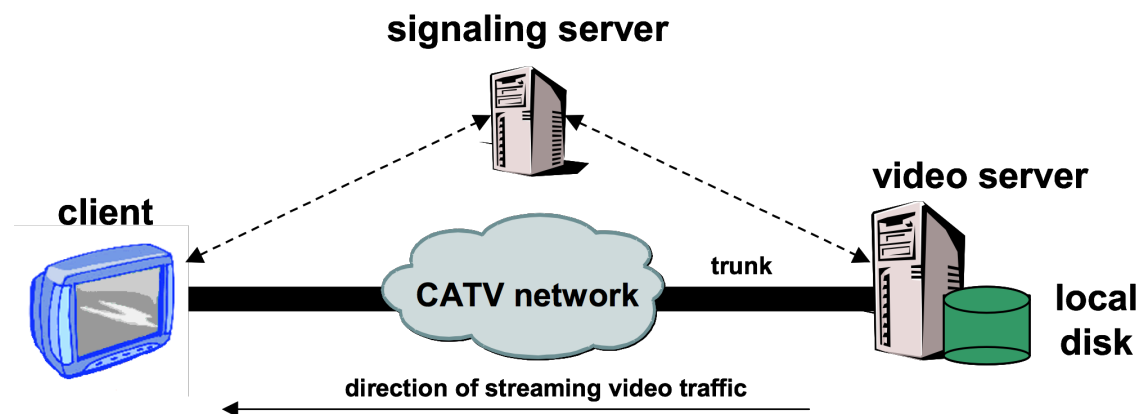 signaling server
video server
client
trunk
CATV network
local
disk
direction of streaming video traffic